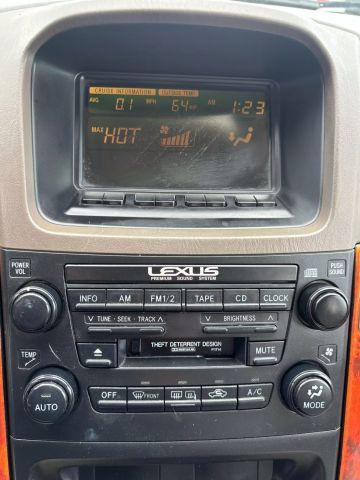 CRUISE INFORMATION OUTSIDE TEMP
AVG 0.1 MPH 64 °F AM 1:23
MAX HOT
POWER VOL
LEXUS
PREMIUM SOUND SYSTEM
PUSH SOUND
INFO AM FM1/2 TAPE CD CLOCK
TUNE · SEEK · TRACK BRIGHTNESS
THEFT DETERRENT DESIGN
MUTE
TEMP
AUTO
OFF FRONT A/C
MODE